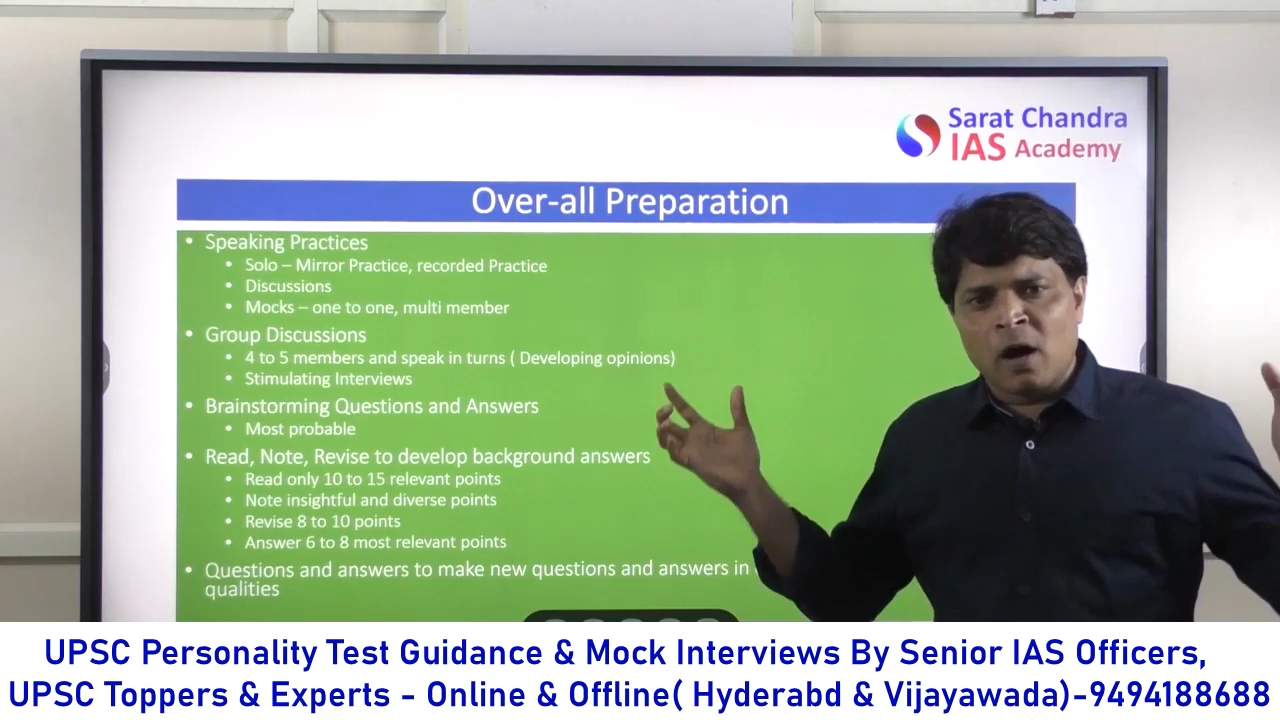 Sarat Chandra
IAS Academy
Over-all Preparation
• Speaking Practices
• Solo – Mirror Practice, recorded Practice
• Discussions
• Mocks – one to one, multi member
• Group Discussions
• 4 to 5 members and speak in turns ( Developing opinions)
• Stimulating Interviews
• Brainstorming Questions and Answers
• Most probable
• Read, Note, Revise to develop background answers
• Read only 10 to 15 relevant points
• Note insightful and diverse points
• Revise 8 to 10 points
• Answer 6 to 8 most relevant points
• Questions and answers to make new questions and answers in
qualities
UPSC Personality Test Guidance & Mock Interviews By Senior IAS Officers,
UPSC Toppers & Experts - Online & Offline( Hyderabd & Vijayawada)-9494188688